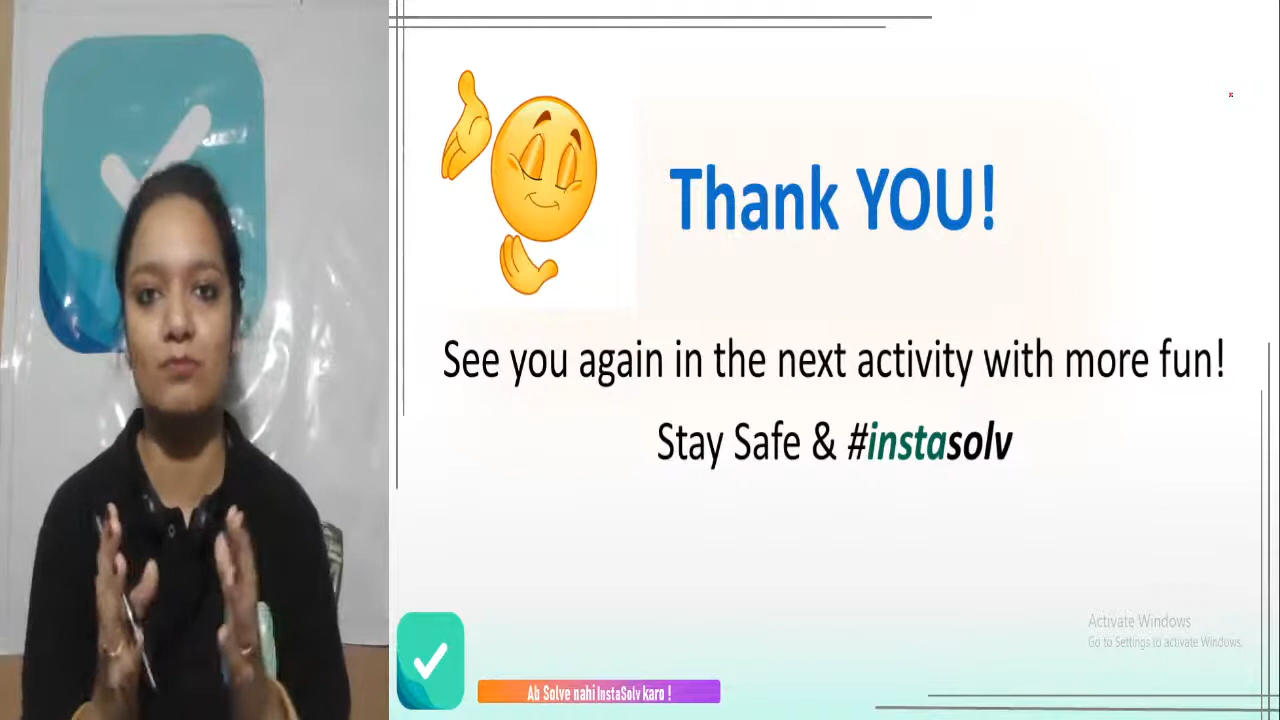 Thank YOU!
See you again in the next activity with more fun!
Stay Safe & #instasolv
Activate Windows
Go to Settings to activate Windows.
Ab Solve nahi InstaSolv karo !